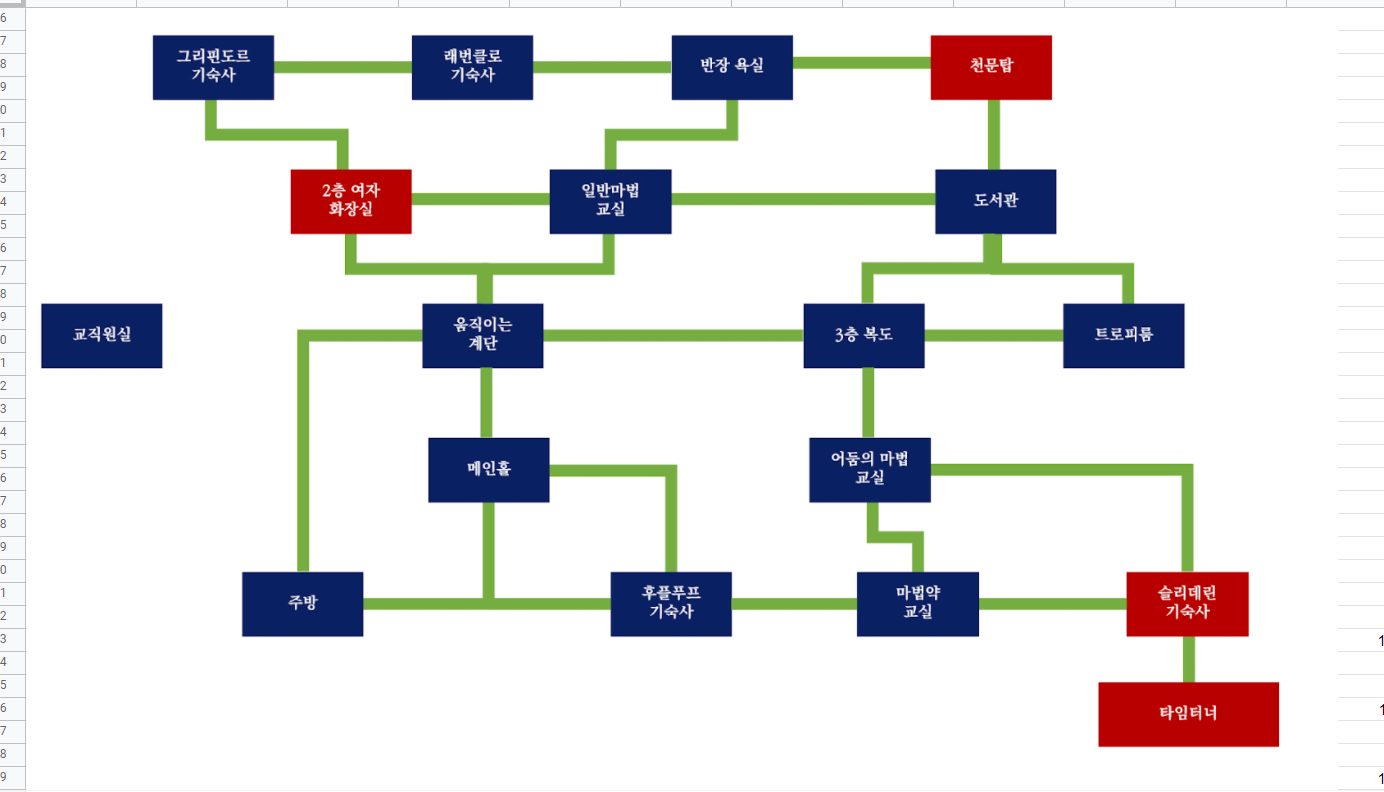 6
7
8
9
0
1
2
3
4
5
6
7
8
9
0
1
2
3
4
5
6
7
8
9
0
1
2
3
4
5
6
7
8
9
그리핀도르
기숙사
래번클로
기숙사
반장 욕실
천문탑
2층 여자
화장실
일반마법
교실
도서관
교직원실
움직이는
계단
3층 복도
트로피룸
메인홀
어둠의 마법
교실
주방
후플푸프
기숙사
마법약
교실
슬리데린
기숙사
타임터너
1
1
1